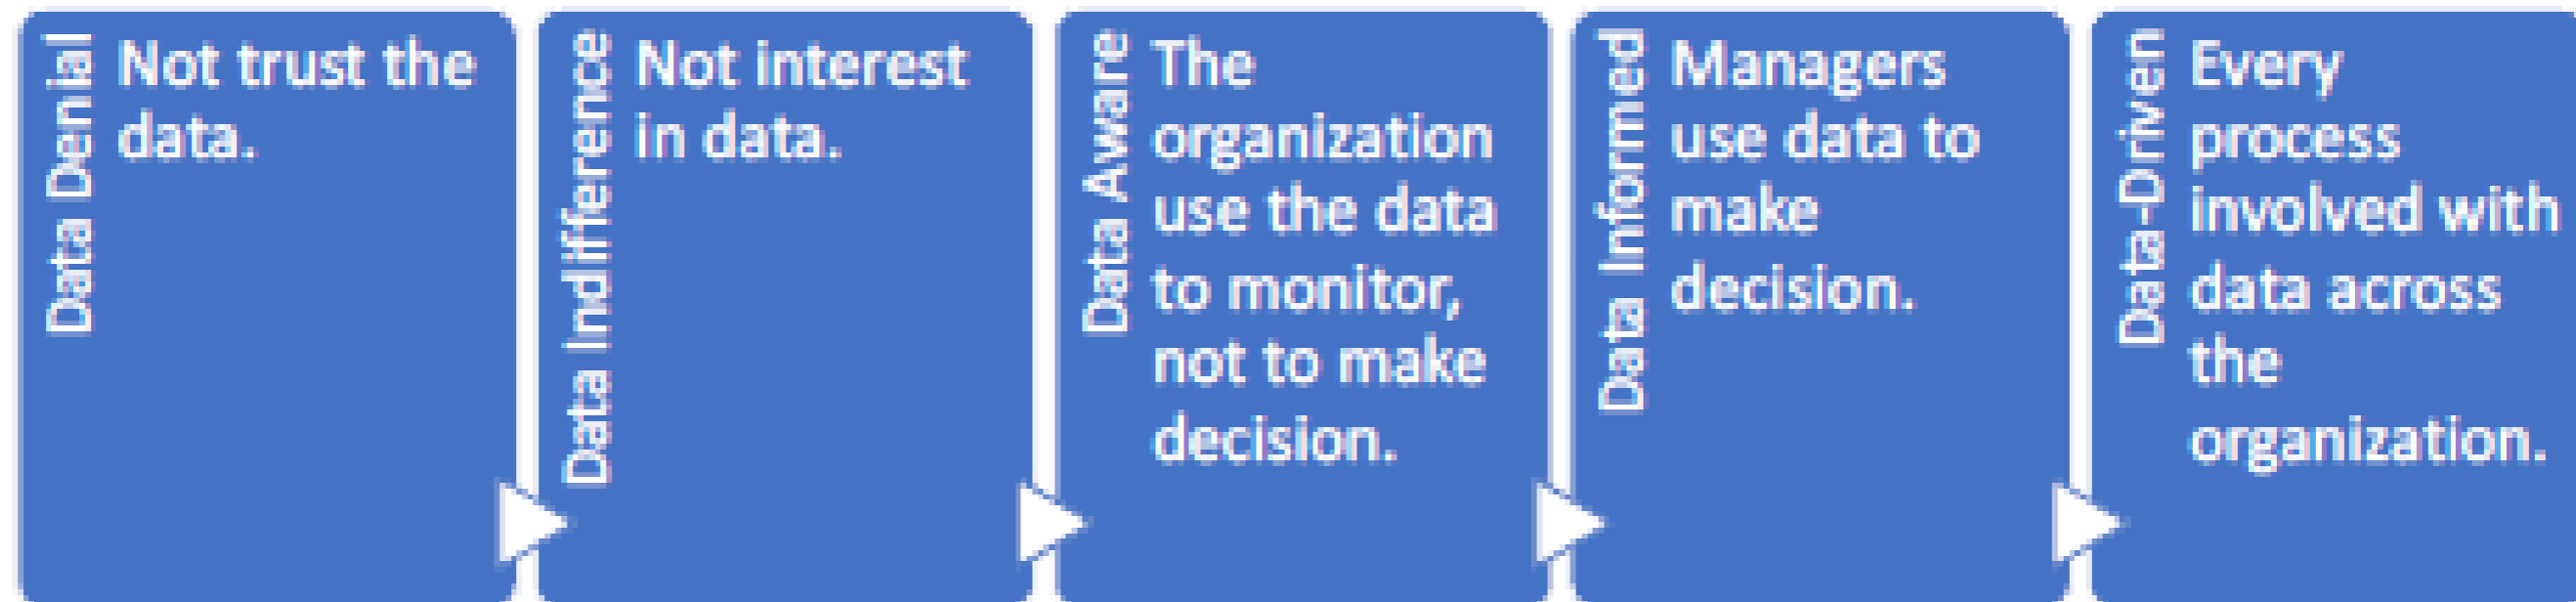 Data Denial
Not trust the
data.
Data Indifference
Not interest
in data.
Data Aware
The
organization
use the data
to monitor,
not to make
decision.
Data Informed
Managers
use data to
make
decision.
Data-Driven
Every
process
involved with
data across
the
organization.